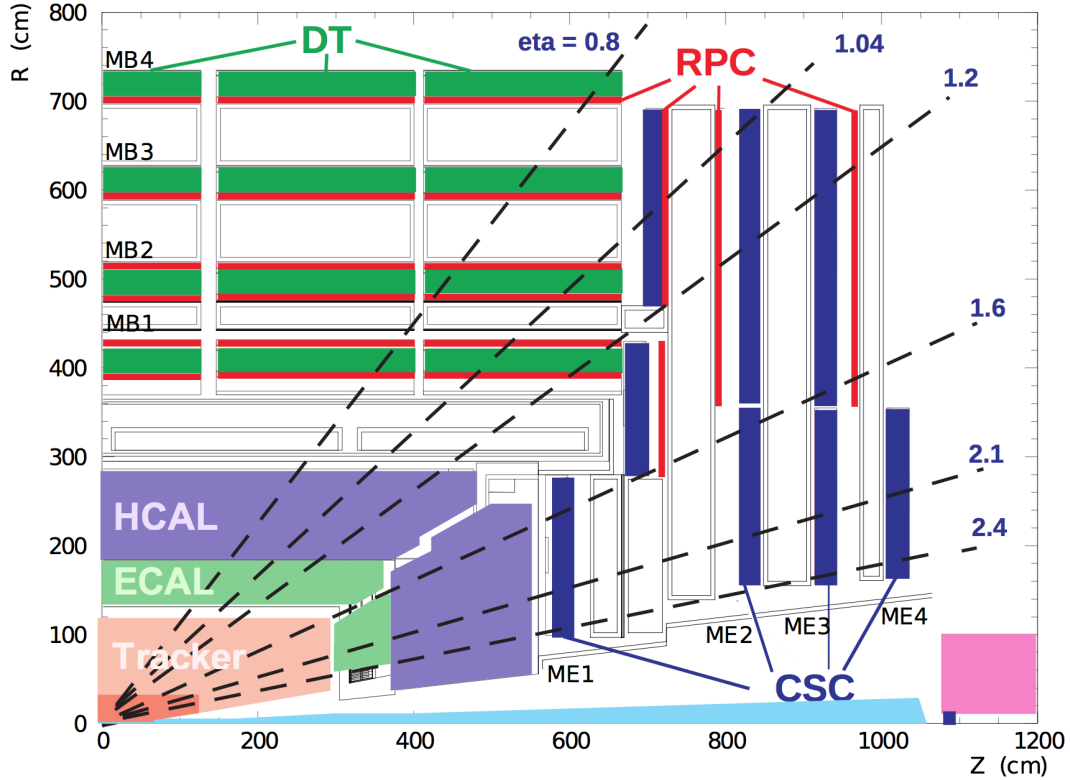 R (cm)
800
700
600
500
400
300
200
100
0
MB4
DT
eta = 0.8
1.04
RPC
1.2
MB3
MB2
MB1
1.6
HCAL
2.1
2.4
ECAL
Tracker
ME1
ME2
ME3
ME4
CSC
0
200
400
600
800
1000
1200
Z (cm)